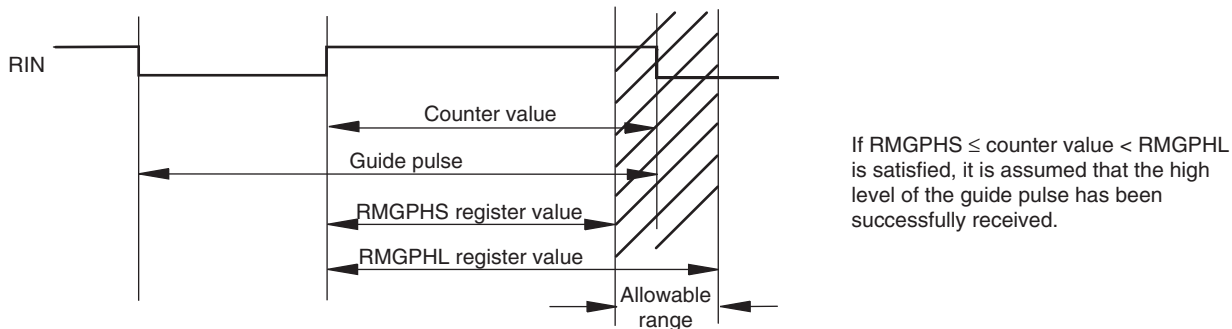 RIN
Counter value
Guide pulse
RMGPHS register value
RMGPHL register value
Allowable
range
If RMGPHS ≤ counter value < RMGPHL
is satisfied, it is assumed that the high
level of the guide pulse has been
successfully received.